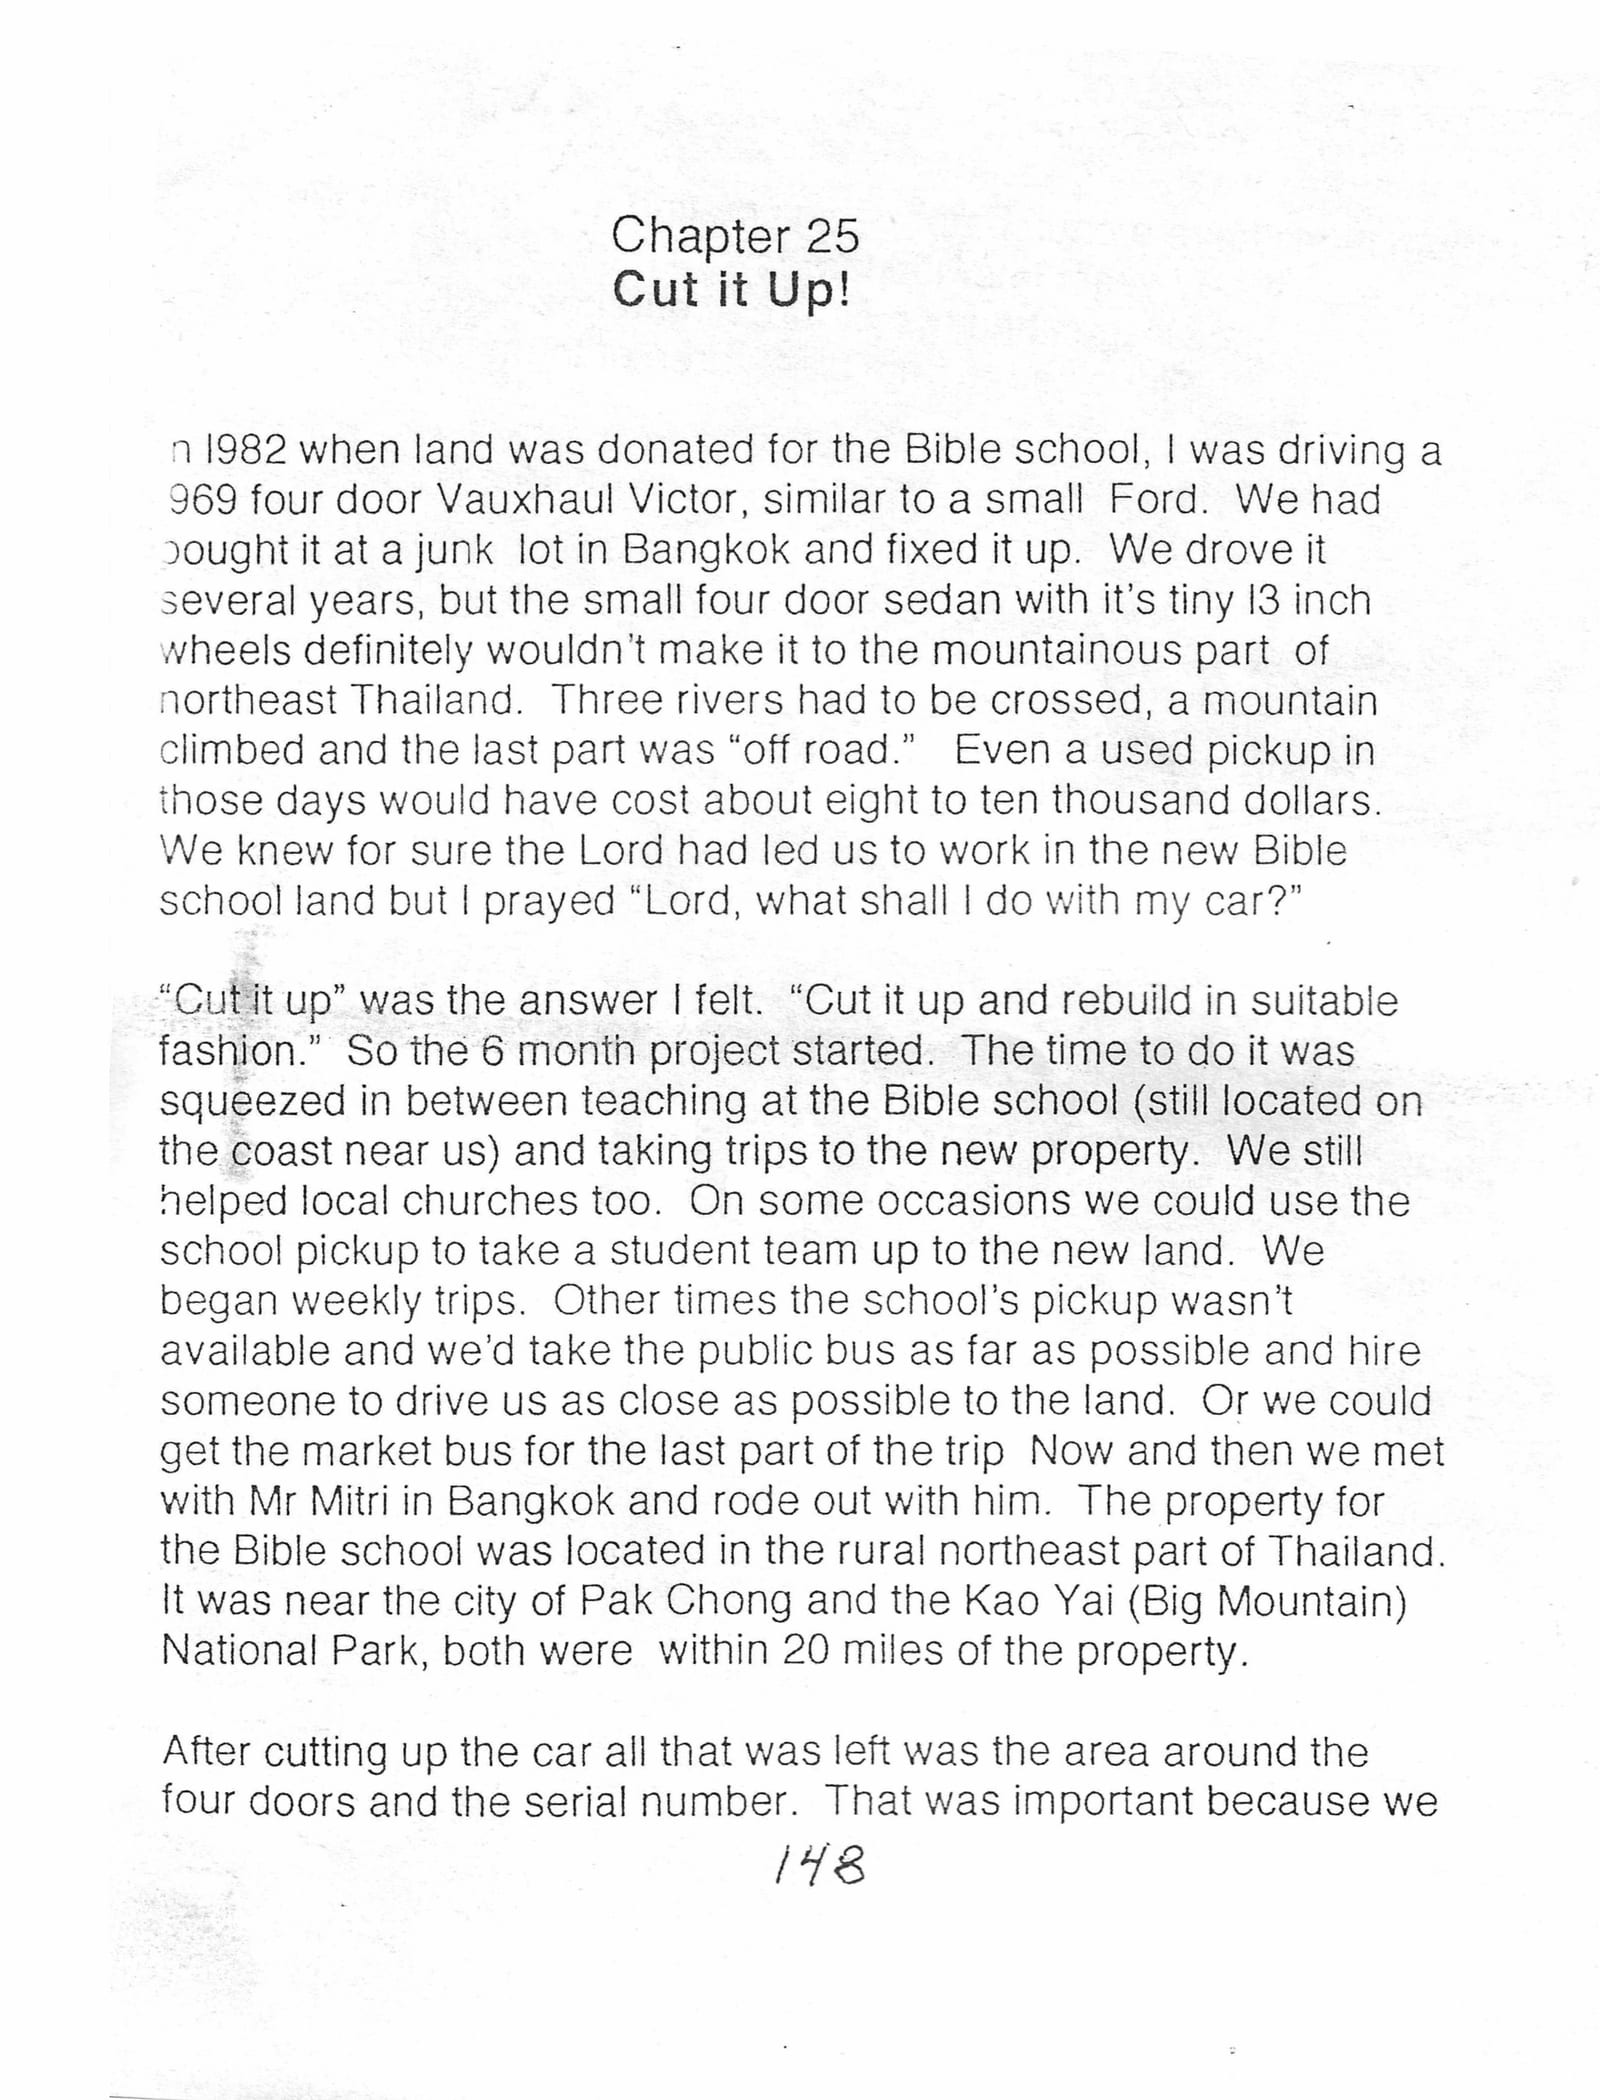 Chapter 25
Cut it Up!
n 1982 when land was donated for the Bible school, I was driving a
969 four door Vauxhaul Victor, similar to a small Ford. We had
bought it at a junk lot in Bangkok and fixed it up. We drove it
several years, but the small four door sedan with it's tiny 13 inch
wheels definitely wouldn't make it to the mountainous part of
northeast Thailand. Three rivers had to be crossed, a mountain
climbed and the last part was “off road.” Even a used pickup in
those days would have cost about eight to ten thousand dollars.
We knew for sure the Lord had led us to work in the new Bible
school land but I prayed “Lord, what shall I do with my car?”
“Cut it up” was the answer I felt. “Cut it up and rebuild in suitable
fashion.” So the 6 month project started. The time to do it was
squeezed in between teaching at the Bible school (still located on
the coast near us) and taking trips to the new property. We still
helped local churches too. On some occasions we could use the
school pickup to take a student team up to the new land. We
began weekly trips. Other times the school's pickup wasn't
available and we'd take the public bus as far as possible and hire
someone to drive us as close as possible to the land. Or we could
get the market bus for the last part of the trip Now and then we met
with Mr Mitri in Bangkok and rode out with him. The property for
the Bible school was located in the rural northeast part of Thailand.
It was near the city of Pak Chong and the Kao Yai (Big Mountain)
National Park, both were within 20 miles of the property.
After cutting up the car all that was left was the area around the
four doors and the serial number. That was important because we
148